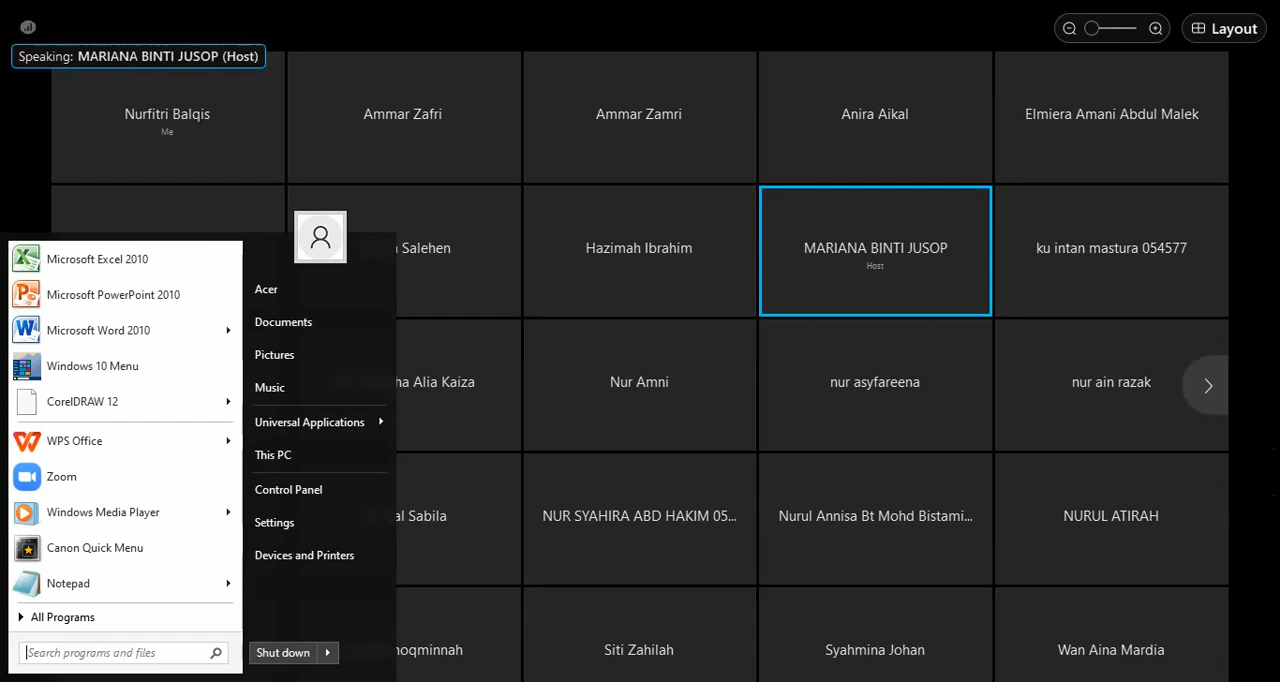 Speaking: MARIANA BINTI JUSOP (Host)
Layout
Nurfitri Balqis
Me
Ammar Zafri
Ammar Zamri
Anira Aikal
Elmiera Amani Abdul Malek
Salehen
Hazimah Ibrahim
MARIANA BINTI JUSOP
Host
ku intan mastura 054577
Alia Kaiza
Nur Amni
nur asyfareena
nur ain razak
Sabila
NUR SYAHIRA ABD HAKIM 05...
Nurul Annisa Bt Mohd Bistami...
NURUL ATIRAH
Siti Zahilah
Syahmina Johan
Wan Aina Mardia
Microsoft Excel 2010
Microsoft PowerPoint 2010
Microsoft Word 2010
Windows 10 Menu
CorelDRAW 12
WPS Office
Zoom
Windows Media Player
Canon Quick Menu
Notepad
All Programs
Search programs and files
Acer
Documents
Pictures
Music
Universal Applications
This PC
Control Panel
Settings
Devices and Printers
Shut down